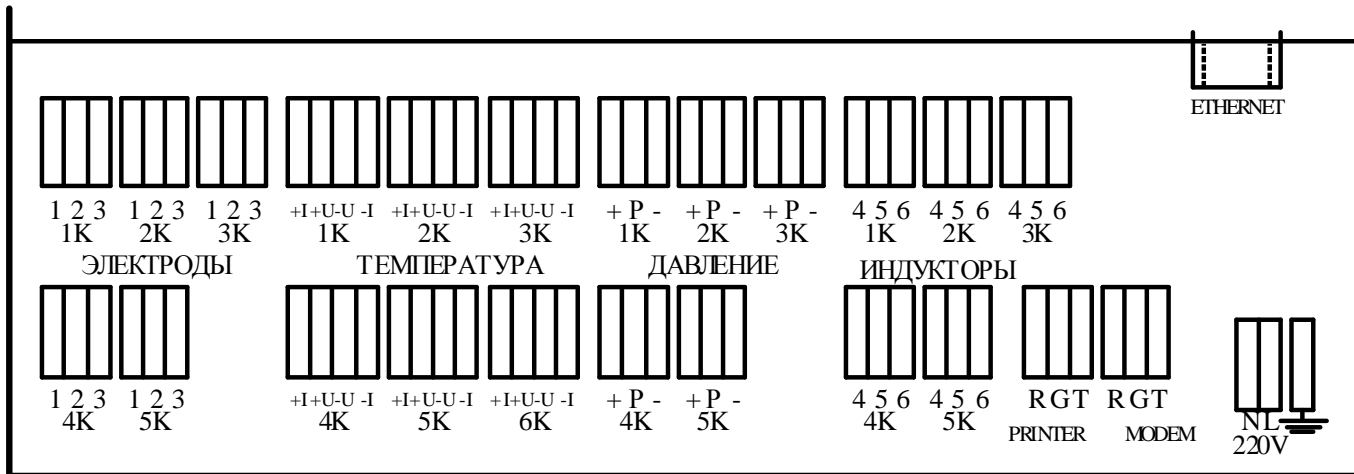 ETHERNET
1 2 3 1 2 3 1 2 3 +I+U-U -I +I+U-U -I +I+U-U -I + P - + P - + P - 4 5 6 4 5 6 4 5 6
1K 2K 3K 1K 2K 3K 1K 2K 3K 1K 2K 3K
ЭЛЕКТРОДЫ ТЕМПЕРАТУРА ДАВЛЕНИЕ ИНДУКТОРЫ
1 2 3 1 2 3 +I+U-U -I +I+U-U -I +I+U-U -I + P - + P - 4 5 6 4 5 6 R G T R G T N L
4K 5K 4K 5K 6K 4K 5K 4K 5K PRINTER MODEM 220V